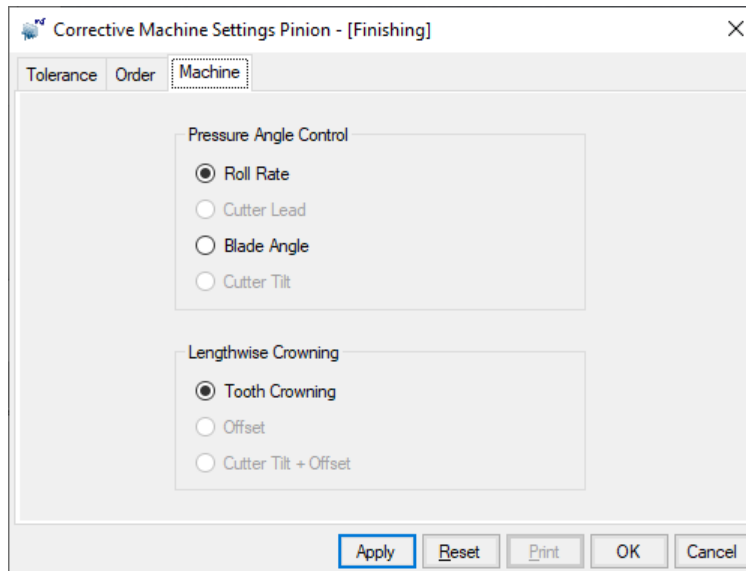 Corrective Machine Settings Pinion - [Finishing]
Tolerance Order Machine
Pressure Angle Control
Roll Rate
Cutter Lead
Blade Angle
Cutter Tilt
Lengthwise Crowning
Tooth Crowning
Offset
Cutter Tilt + Offset
Apply Reset Print OK Cancel